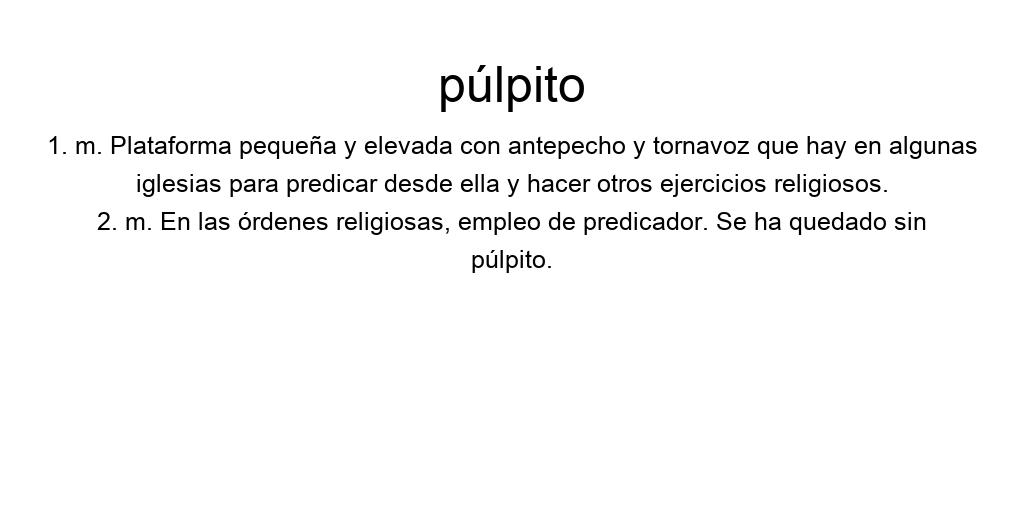 púlpito
1. m. Plataforma pequeña y elevada con antepecho y tornavoz que hay en algunas
iglesias para predicar desde ella y hacer otros ejercicios religiosos.
2. m. En las órdenes religiosas, empleo de predicador. Se ha quedado sin
púlpito.